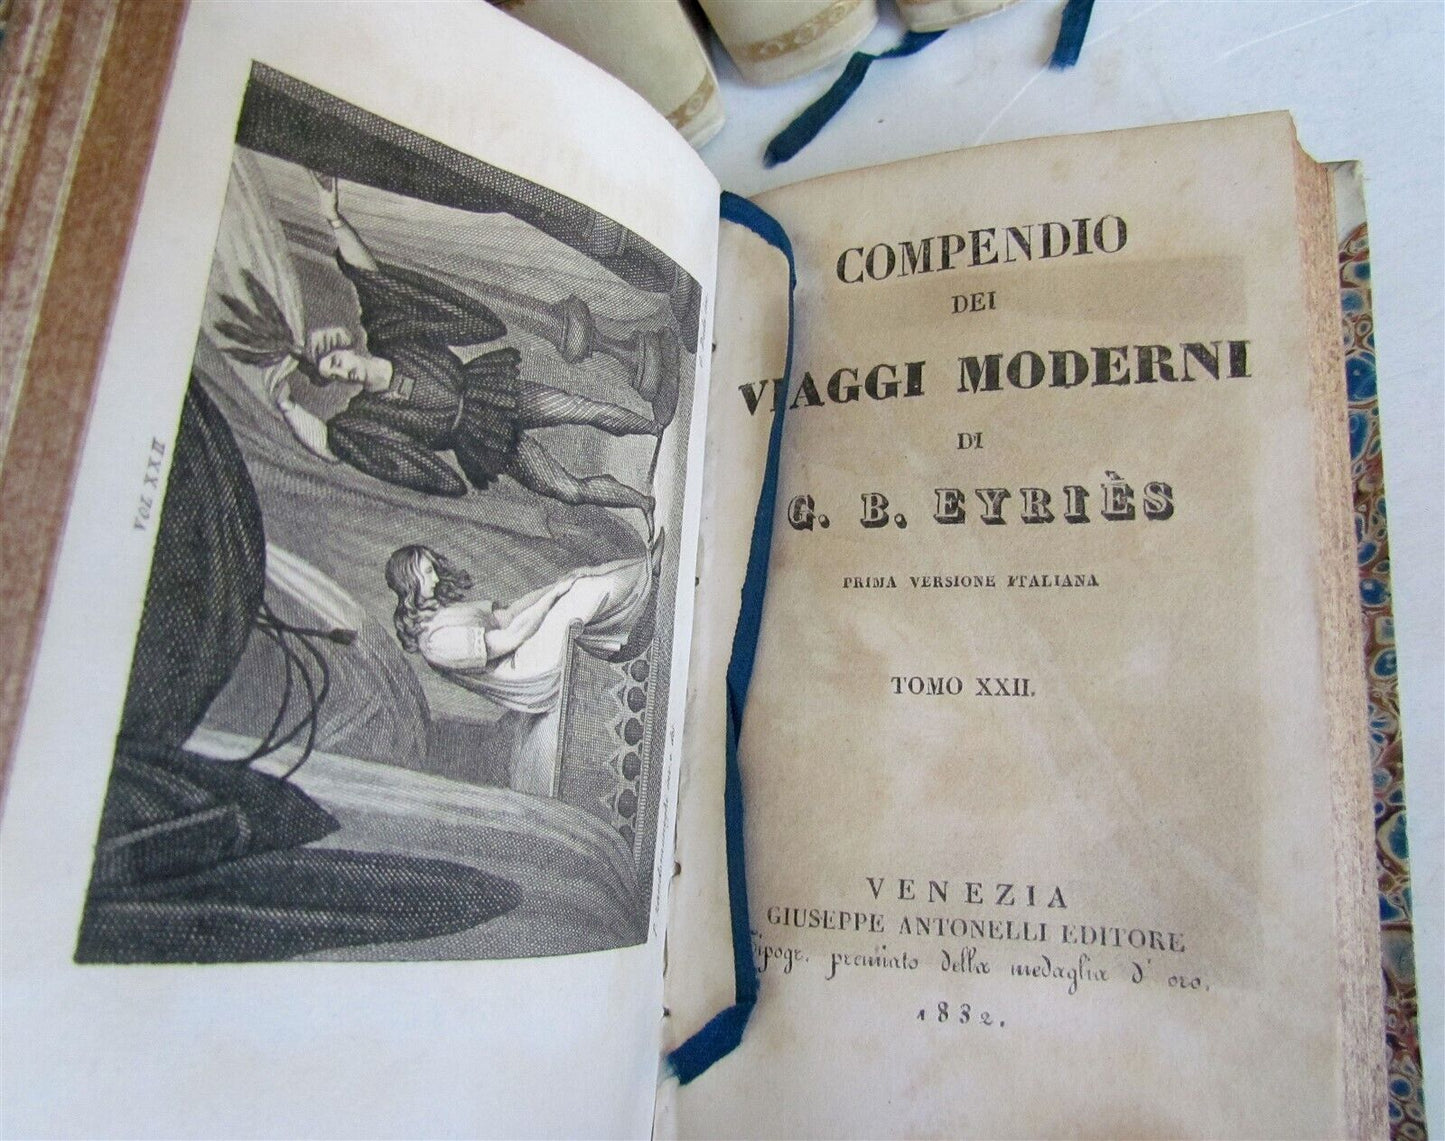 VOL XXII
COMPENDIO
DEI
VIAGGI MODERNI
DI
G. B. EYRIÈS
PRIMA VERSIONE ITALIANA
TOMO XXII.
VENEZIA
GIUSEPPE ANTONELLI EDITORE
Tipogr. premiato della medaglia d' oro.
1832.